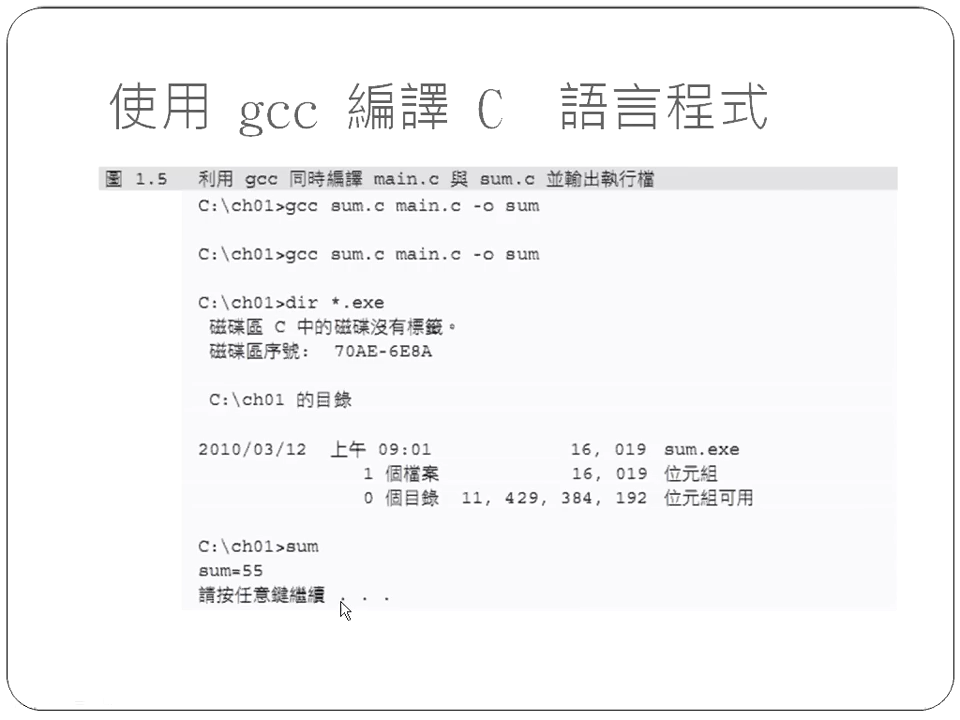 使用 gcc 編譯 C 語言程式
圖 1.5 利用 gcc 同時編譯 main.c 與 sum.c 並輸出執行檔
C:\ch01>gcc sum.c main.c -o sum
C:\ch01>gcc sum.c main.c -o sum
C:\ch01>dir *.exe
磁碟區 C 中的磁碟沒有標籤。
磁碟區序號: 70AE-6E8A
C:\ch01 的目錄
2010/03/12 上午 09:01 16, 019 sum.exe
1 個檔案 16, 019 位元組
0 個目錄 11, 429, 384, 192 位元組可用
C:\ch01>sum
sum=55
請按任意鍵繼續 . . .